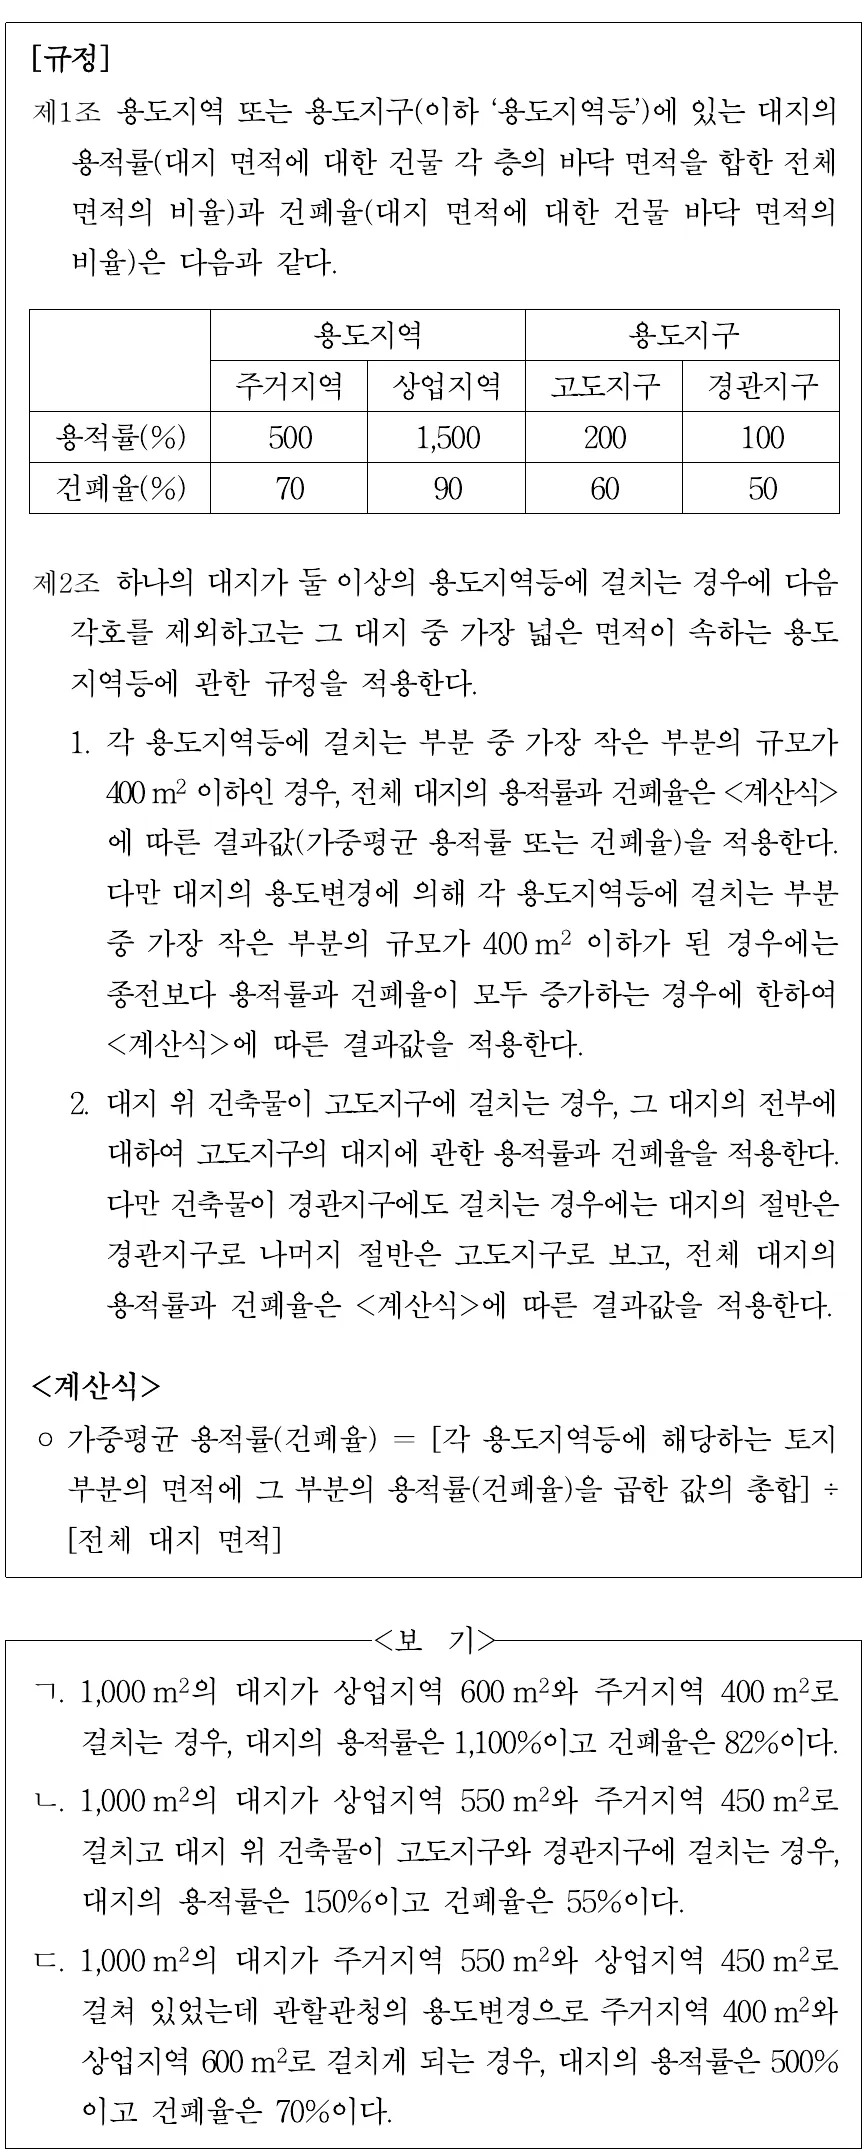 [규정]
제1조 용도지역 또는 용도지구(이하 ‘용도지역등’)에 있는 대지의
용적률(대지 면적에 대한 건물 각 층의 바닥 면적을 합한 전체
면적의 비율)과 건폐율(대지 면적에 대한 건물 바닥 면적의
비율)은 다음과 같다.
용도지역 용도지구
주거지역 상업지역 고도지구 경관지구
용적률(%) 500 1,500 200 100
건폐율(%) 70 90 60 50
제2조 하나의 대지가 둘 이상의 용도지역등에 걸치는 경우에 다음
각호를 제외하고는 그 대지 중 가장 넓은 면적이 속하는 용도
지역등에 관한 규정을 적용한다.
1. 각 용도지역등에 걸치는 부분 중 가장 작은 부분의 규모가
400 m² 이하인 경우, 전체 대지의 용적률과 건폐율은 <계산식>
에 따른 결과값(가중평균 용적률 또는 건폐율)을 적용한다.
다만 대지의 용도변경에 의해 각 용도지역등에 걸치는 부분
중 가장 작은 부분의 규모가 400 m² 이하가 된 경우에는
종전보다 용적률과 건폐율이 모두 증가하는 경우에 한하여
<계산식>에 따른 결과값을 적용한다.
2. 대지 위 건축물이 고도지구에 걸치는 경우, 그 대지의 전부에
대하여 고도지구의 대지에 관한 용적률과 건폐율을 적용한다.
다만 건축물이 경관지구에도 걸치는 경우에는 대지의 절반은
경관지구로 나머지 절반은 고도지구로 보고, 전체 대지의
용적률과 건폐율은 <계산식>에 따른 결과값을 적용한다.
<계산식>
○ 가중평균 용적률(건폐율) = [각 용도지역등에 해당하는 토지
부분의 면적에 그 부분의 용적률(건폐율)을 곱한 값의 총합] ÷
[전체 대지 면적]
<보 기>
ㄱ. 1,000 m²의 대지가 상업지역 600 m²와 주거지역 400 m²로
걸치는 경우, 대지의 용적률은 1,100%이고 건폐율은 82%이다.
ㄴ. 1,000 m²의 대지가 상업지역 550 m²와 주거지역 450 m²로
걸치고 대지 위 건축물이 고도지구와 경관지구에 걸치는 경우,
대지의 용적률은 150%이고 건폐율은 55%이다.
ㄷ. 1,000 m²의 대지가 주거지역 550 m²와 상업지역 450 m²로
걸쳐 있었는데 관할관청의 용도변경으로 주거지역 400 m²와
상업지역 600 m²로 걸치게 되는 경우, 대지의 용적률은 500%
이고 건폐율은 70%이다.